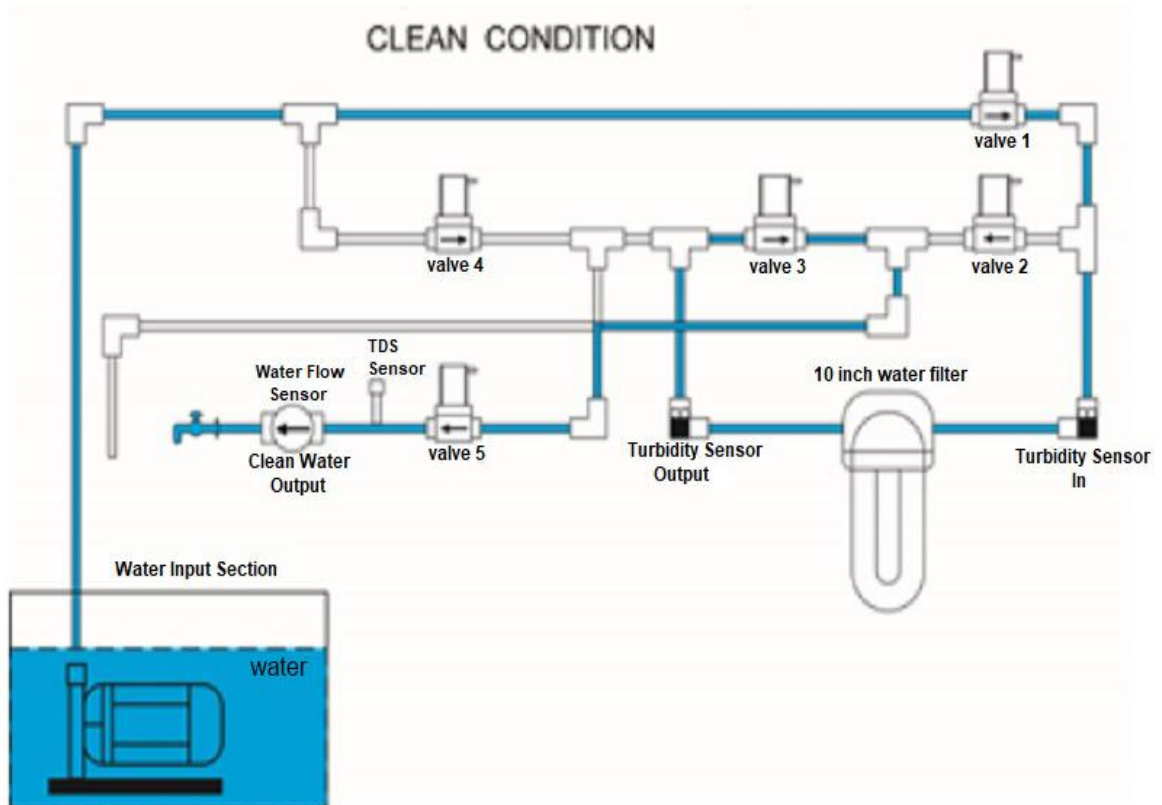 CLEAN CONDITION
valve 1
valve 4
valve 3
valve 2
TDS
Sensor
Water Flow
Sensor
10 inch water filter
valve 5
Clean Water
Output
Turbidity Sensor
Output
Turbidity Sensor
In
Water Input Section
water